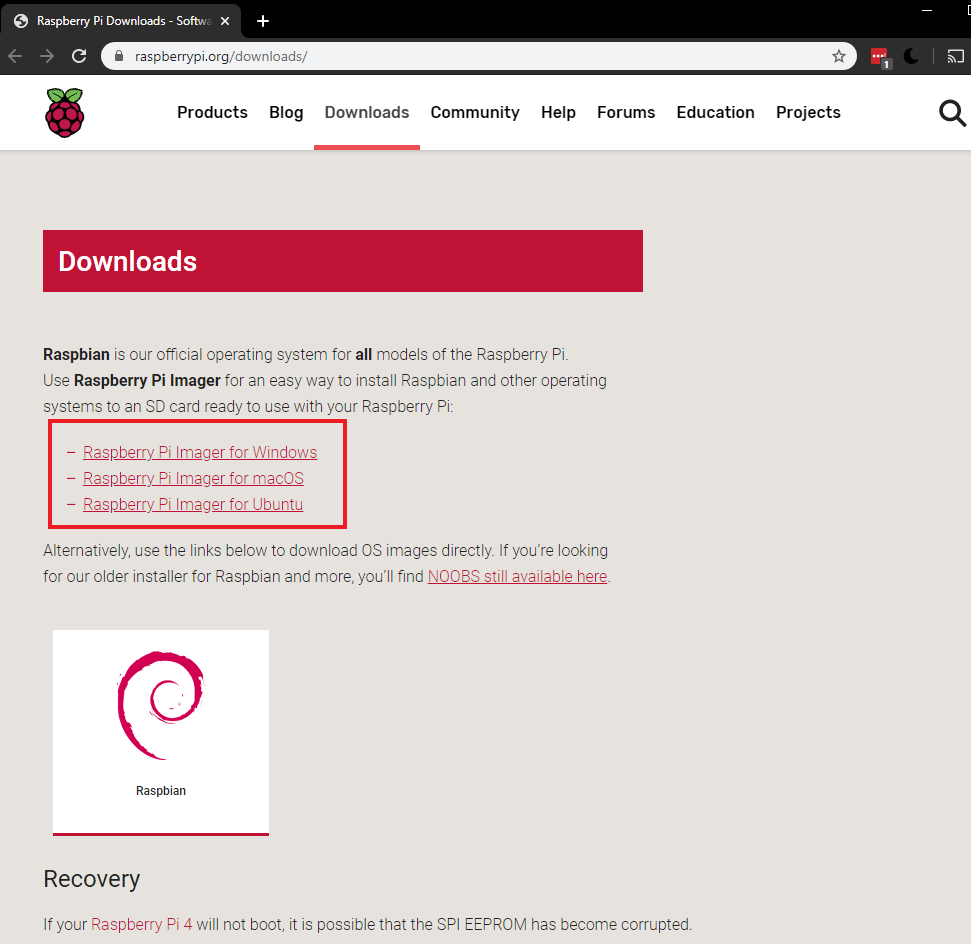 Raspberry Pi Downloads - Softwa
raspberrypi.org/downloads/
1
Products Blog Downloads Community Help Forums Education Projects
Downloads
Raspbian is our official operating system for all models of the Raspberry Pi.
Use Raspberry Pi Imager for an easy way to install Raspbian and other operating
systems to an SD card ready to use with your Raspberry Pi:
– Raspberry Pi Imager for Windows
– Raspberry Pi Imager for macOS
– Raspberry Pi Imager for Ubuntu
Alternatively, use the links below to download OS images directly. If you’re looking
for our older installer for Raspbian and more, you’ll find NOOBS still available here.
Raspbian
Recovery
If your Raspberry Pi 4 will not boot, it is possible that the SPI EEPROM has become corrupted.